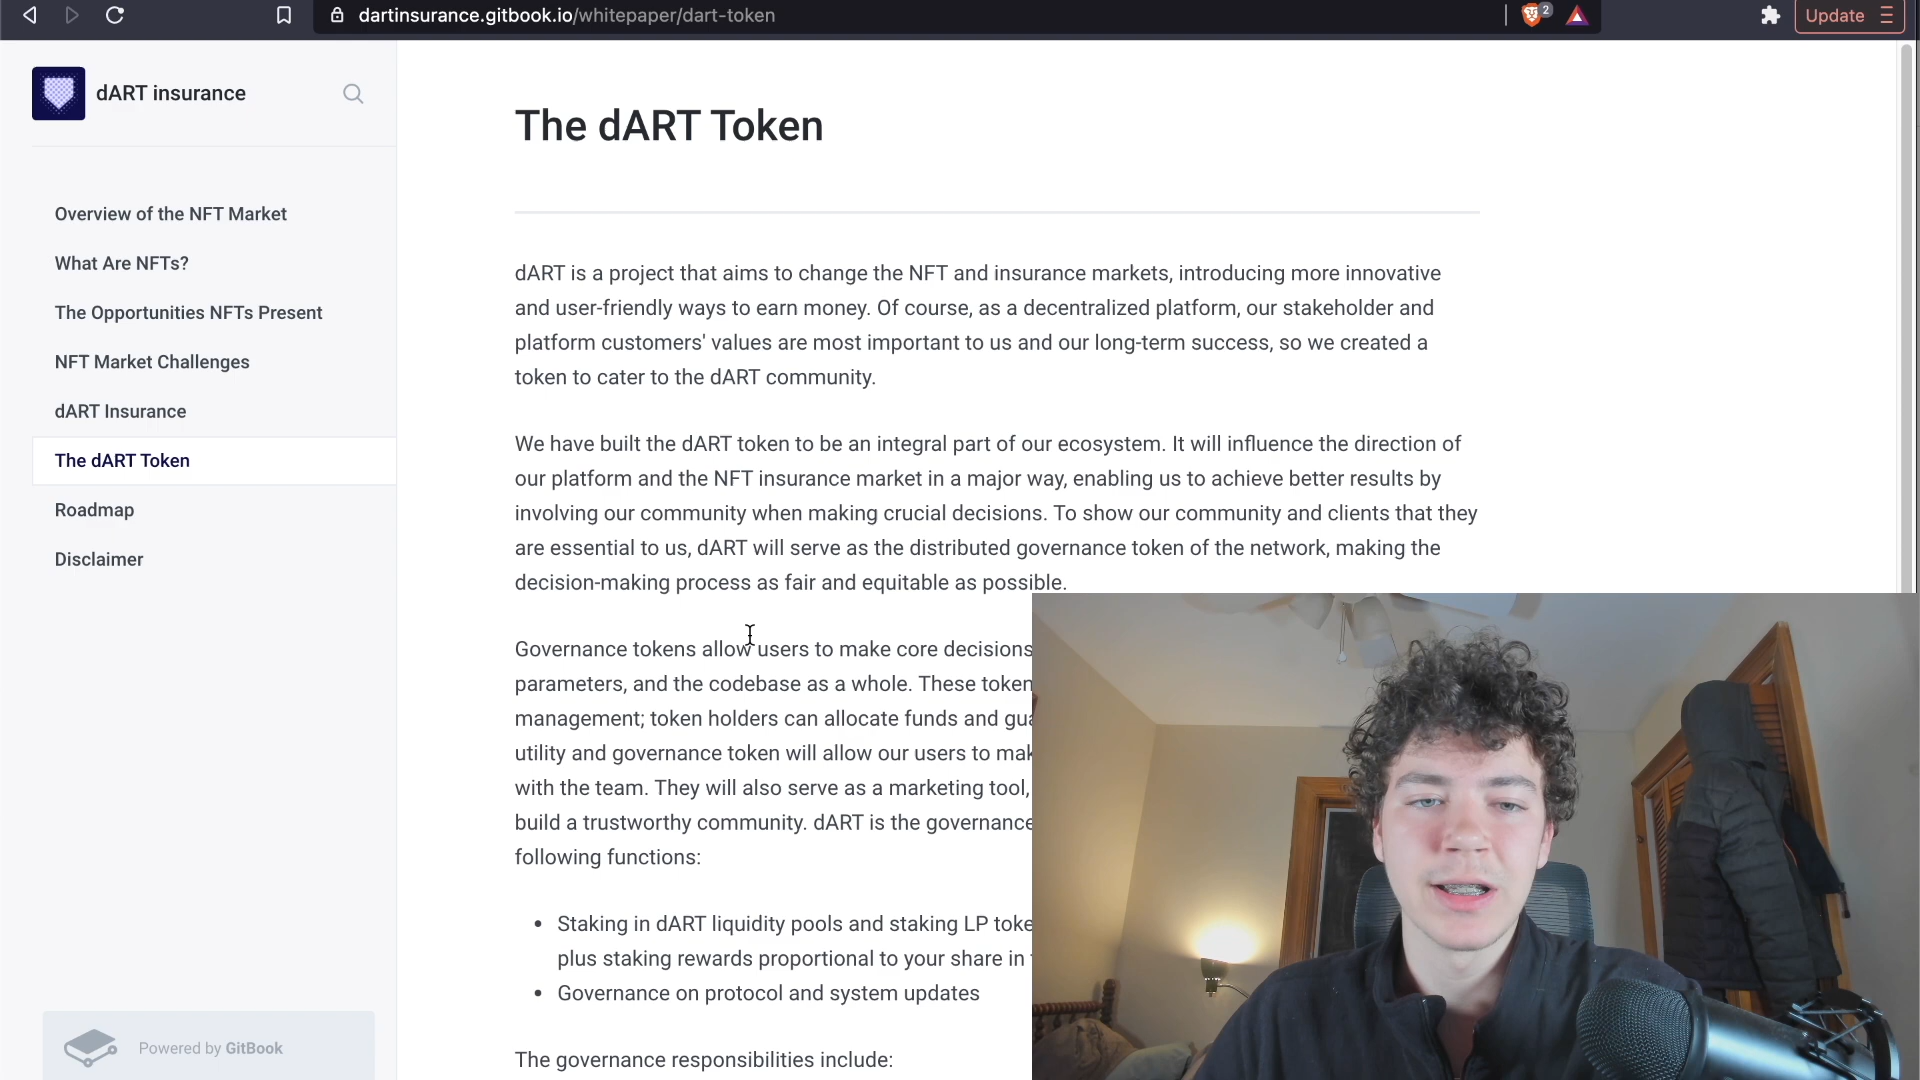 dartinsurance.gitbook.io/whitepaper/dart-token
2
Update
dART insurance
Overview of the NFT Market
What Are NFTs?
The Opportunities NFTs Present
NFT Market Challenges
dART Insurance
The dART Token
Roadmap
Disclaimer
Powered by GitBook
The dART Token
dART is a project that aims to change the NFT and insurance markets, introducing more innovative
and user-friendly ways to earn money. Of course, as a decentralized platform, our stakeholder and
platform customers' values are most important to us and our long-term success, so we created a
token to cater to the dART community.
We have built the dART token to be an integral part of our ecosystem. It will influence the direction of
our platform and the NFT insurance market in a major way, enabling us to achieve better results by
involving our community when making crucial decisions. To show our community and clients that they
are essential to us, dART will serve as the distributed governance token of the network, making the
decision-making process as fair and equitable as possible.
Governance tokens allow users to make core decisions
parameters, and the codebase as a whole. These token
management; token holders can allocate funds and
utility and governance token will allow our users to
with the team. They will also serve as a marketing tool,
build a trustworthy community. dART is the governance
following functions:
• Staking in dART liquidity pools and staking LP
plus staking rewards proportional to your share in
• Governance on protocol and system updates
The governance responsibilities include: